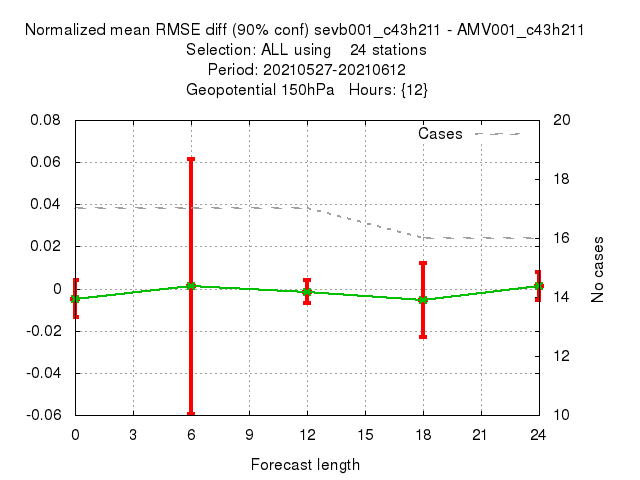 Normalized mean RMSE diff (90% conf) sevb001_c43h211 - AMV001_c43h211
Selection: ALL using    24 stations
Period: 20210527-20210612
Geopotential 150hPa   Hours: {12}
Cases
0.08
0.06
0.04
0.02
0
-0.02
-0.04
-0.06
20
18
16
14
12
10
No cases
0 3 6 9 12 15 18 21 24
Forecast length